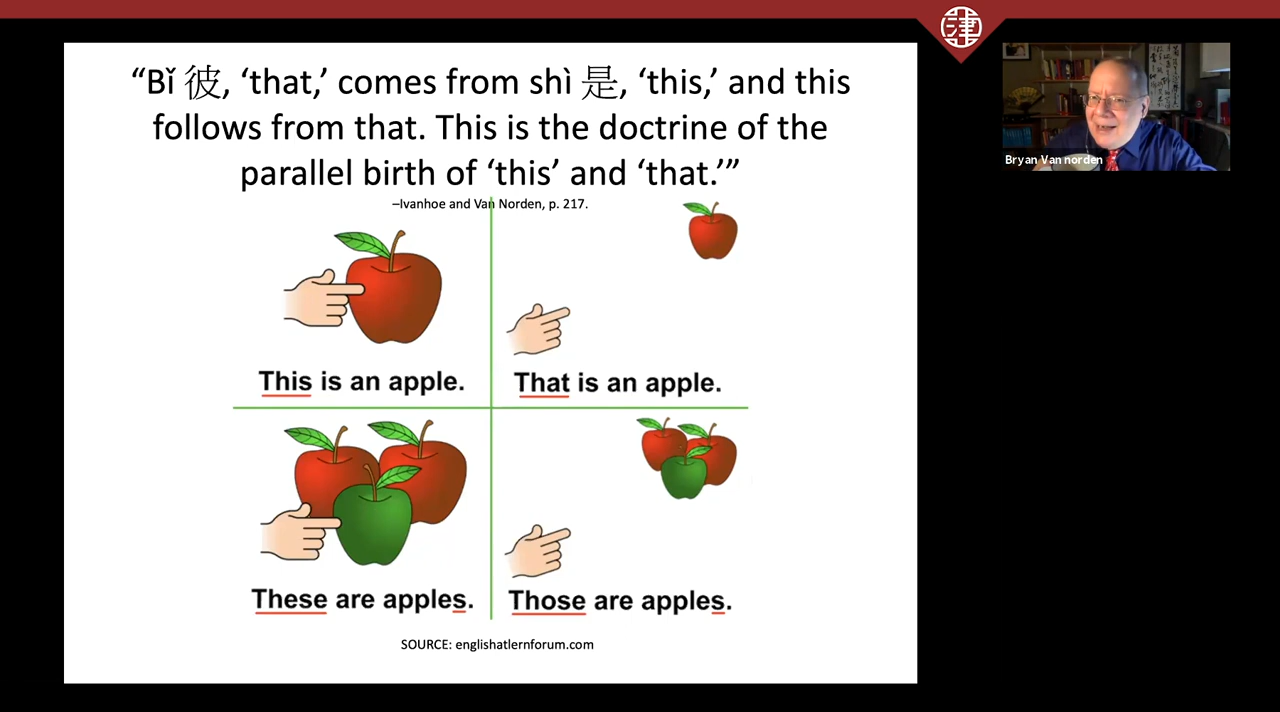 “Bǐ 彼, ‘that,’ comes from shì 是, ‘this,’ and this
follows from that. This is the doctrine of the
parallel birth of ‘this’ and ‘that.’”
–Ivanhoe and Van Norden, p. 217.
This is an apple.
That is an apple.
These are apples.
Those are apples.
SOURCE: englishatlernforum.com
Bryan Van norden